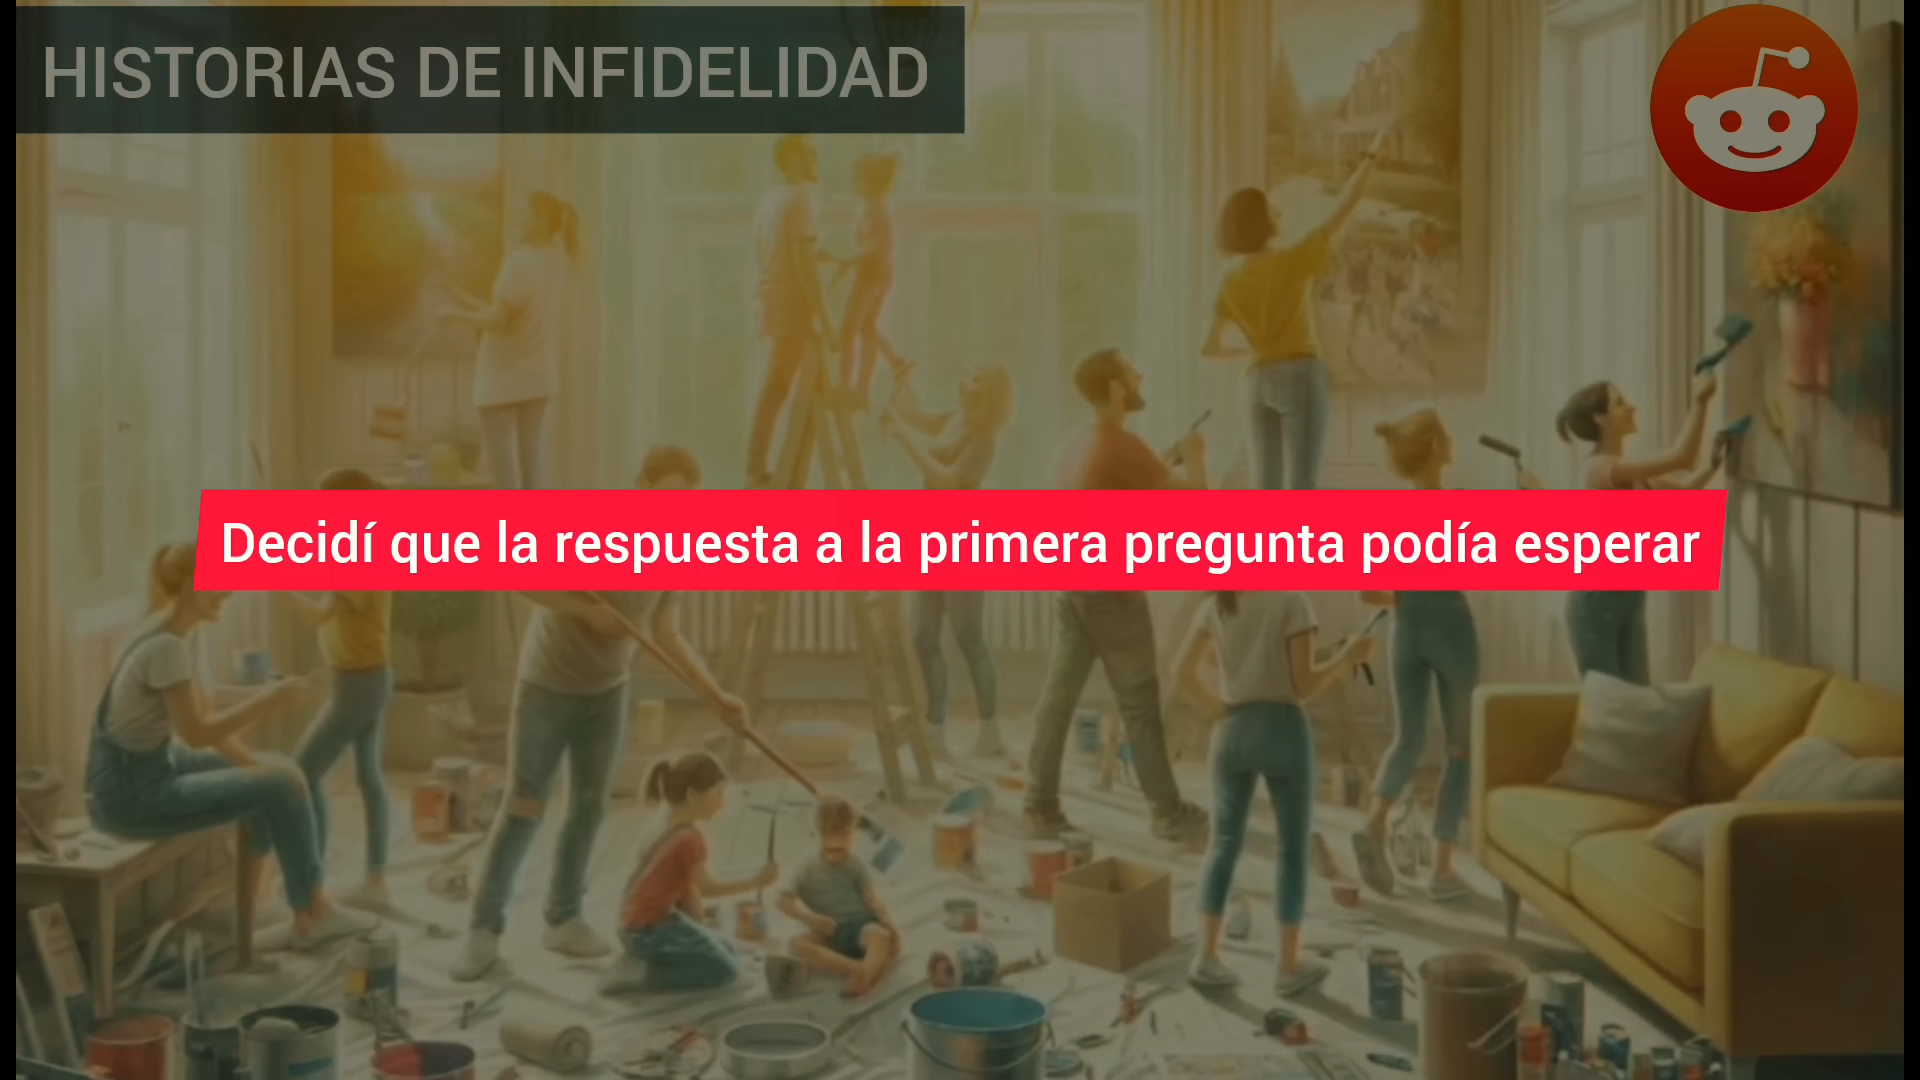 HISTORIAS DE INFIDELIDAD
Decidí que la respuesta a la primera pregunta podía esperar